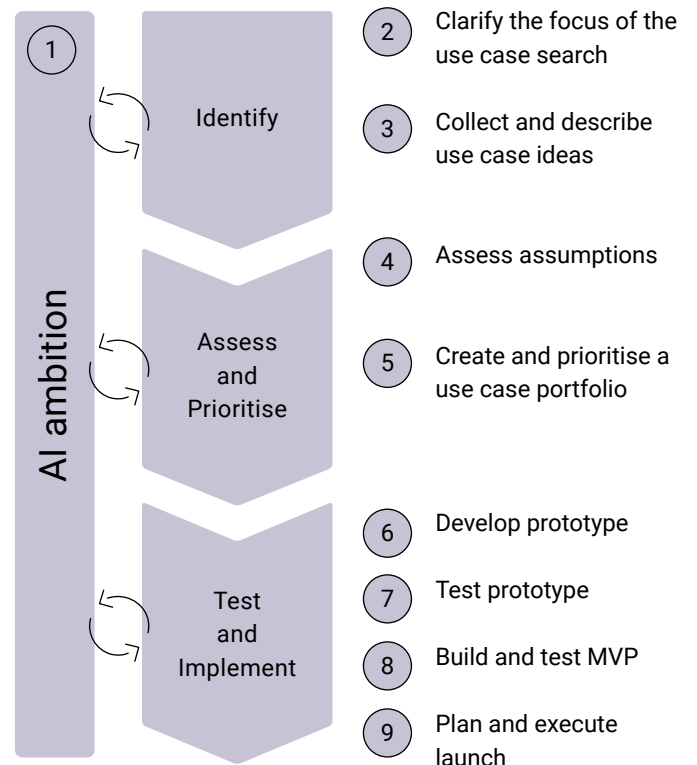 1
AI ambition
Identify
2
Clarify the focus of the
use case search
3
Collect and describe
use case ideas
Assess
and
Prioritise
4
Assess assumptions
5
Create and prioritise a
use case portfolio
Test
and
Implement
6
Develop prototype
7
Test prototype
8
Build and test MVP
9
Plan and execute
launch